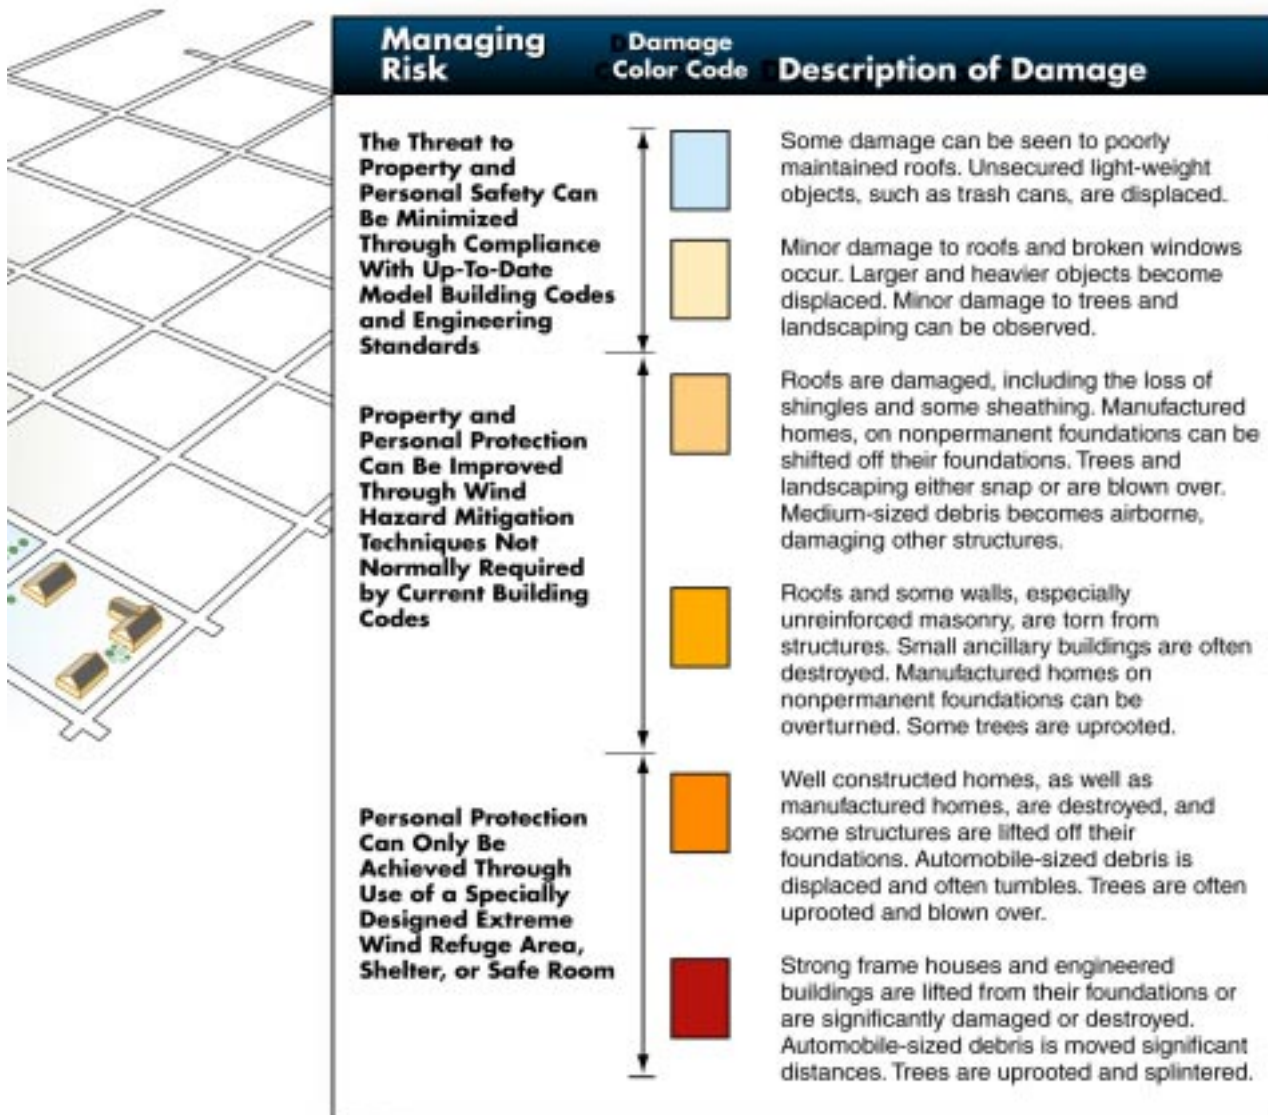 Managing
Risk
Damage
Color Code
Description of Damage
The Threat to
Property and
Personal Safety Can
Be Minimized
Through Compliance
With Up-To-Date
Model Building Codes
and Engineering
Standards
Some damage can be seen to poorly
maintained roofs. Unsecured light-weight
objects, such as trash cans, are displaced.
Minor damage to roofs and broken windows
occur. Larger and heavier objects become
displaced. Minor damage to trees and
landscaping can be observed.
Property and
Personal Protection
Can Be Improved
Through Wind
Hazard Mitigation
Techniques Not
Normally Required
by Current Building
Codes
Roofs are damaged, including the loss of
shingles and some sheathing. Manufactured
homes, on nonpermanent foundations can be
shifted off their foundations. Trees and
landscaping either snap or are blown over.
Medium-sized debris becomes airborne,
damaging other structures.
Roofs and some walls, especially
unreinforced masonry, are torn from
structures. Small ancillary buildings are often
destroyed. Manufactured homes on
nonpermanent foundations can be
overturned. Some trees are uprooted.
Personal Protection
Can Only Be
Achieved Through
Use of a Specially
Designed Extreme
Wind Refuge Area,
Shelter, or Safe Room
Well constructed homes, as well as
manufactured homes, are destroyed, and
some structures are lifted off their
foundations. Automobile-sized debris is
displaced and often tumbles. Trees are often
uprooted and blown over.
Strong frame houses and engineered
buildings are lifted from their foundations or
are significantly damaged or destroyed.
Automobile-sized debris is moved significant
distances. Trees are uprooted and splintered.